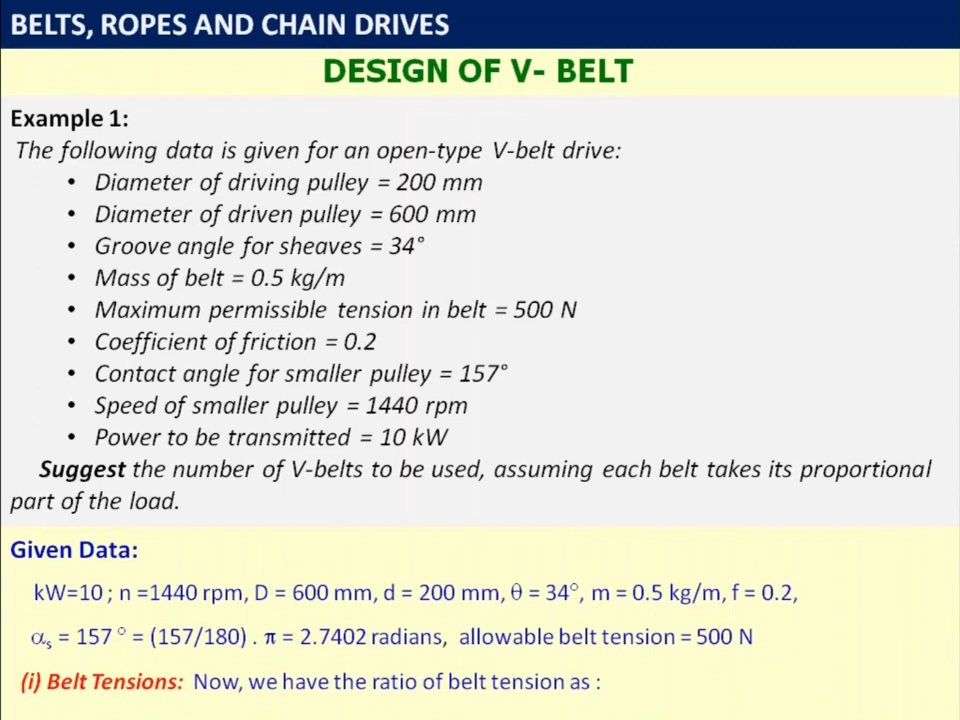 BELTS, ROPES AND CHAIN DRIVES
DESIGN OF V- BELT
Example 1:
The following data is given for an open-type V-belt drive:
• Diameter of driving pulley = 200 mm
• Diameter of driven pulley = 600 mm
• Groove angle for sheaves = 34°
• Mass of belt = 0.5 kg/m
• Maximum permissible tension in belt = 500 N
• Coefficient of friction = 0.2
• Contact angle for smaller pulley = 157°
• Speed of smaller pulley = 1440 rpm
• Power to be transmitted = 10 kW
Suggest the number of V-belts to be used, assuming each belt takes its proportional
part of the load.
Given Data:
kW=10 ; n =1440 rpm, D = 600 mm, d = 200 mm, θ = 34°, m = 0.5 kg/m, f = 0.2,
αs = 157 ° = (157/180) . π = 2.7402 radians, allowable belt tension = 500 N
(i) Belt Tensions: Now, we have the ratio of belt tension as :